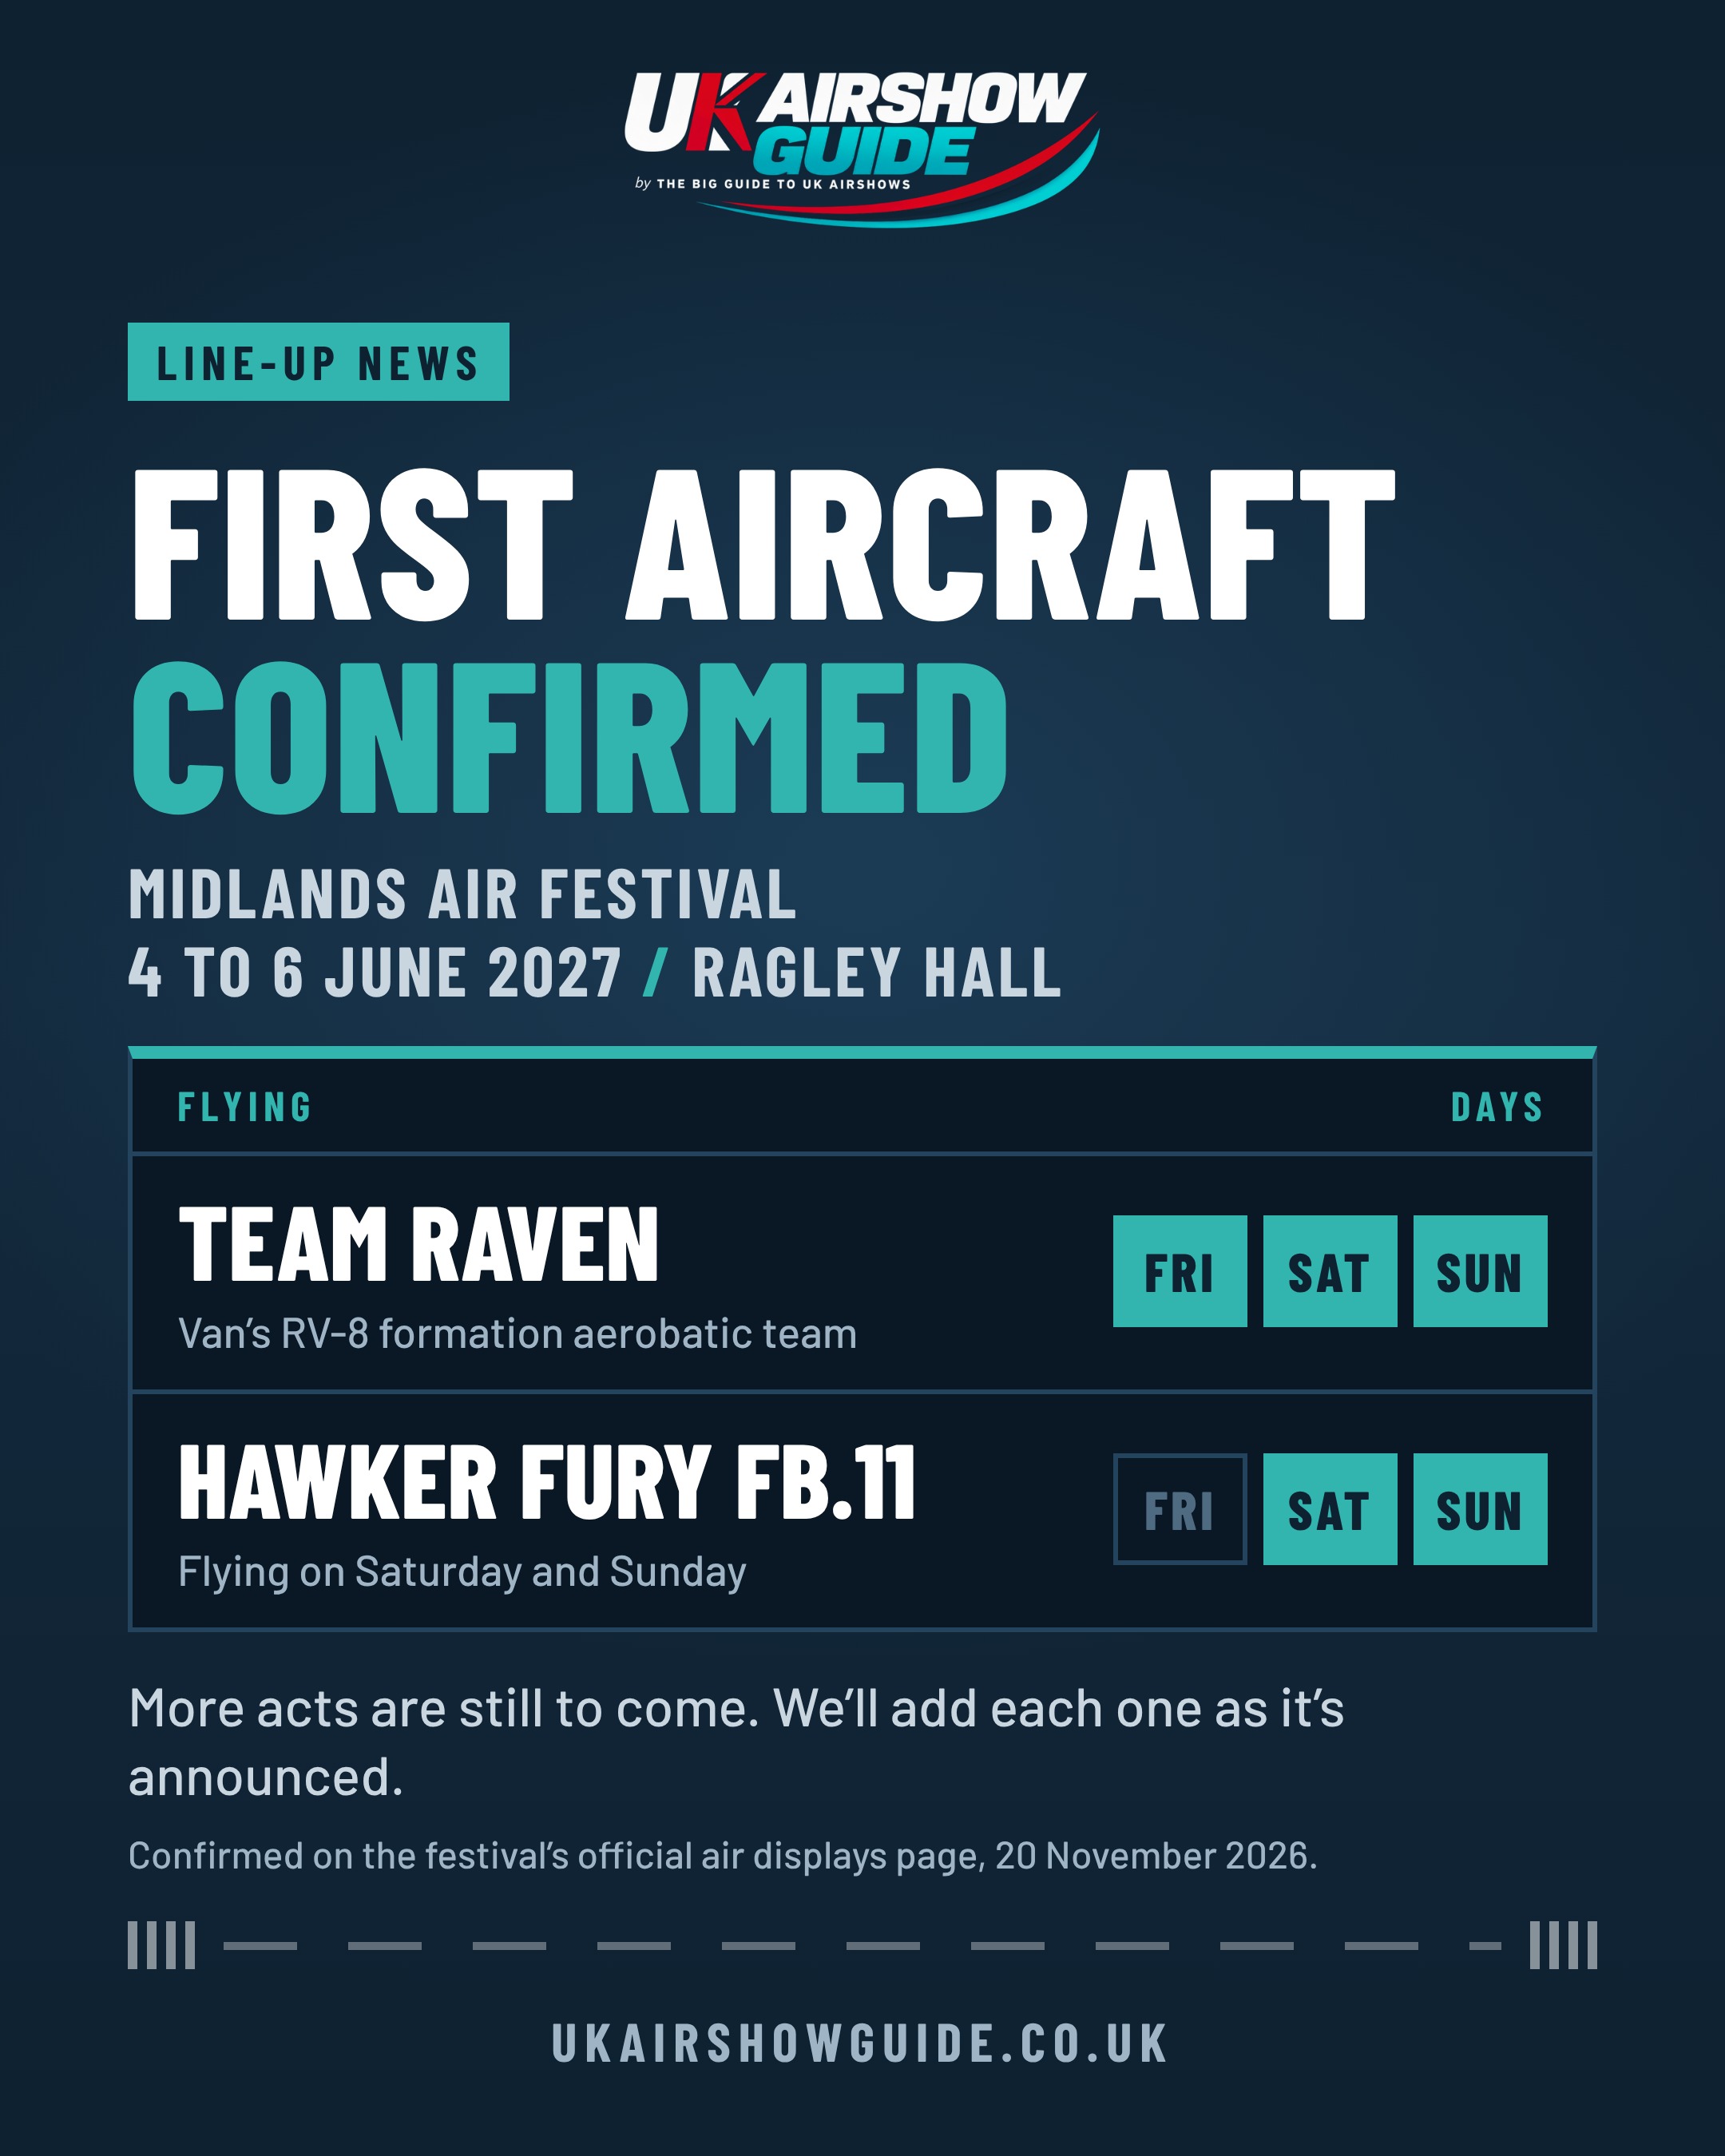 UK AIRSHOW
GUIDE
by THE BIG GUIDE TO UK AIRSHOWS
LINE-UP NEWS
FIRST AIRCRAFT
CONFIRMED
MIDLANDS AIR FESTIVAL
4 TO 6 JUNE 2027 / RAGLEY HALL
FLYING DAYS
TEAM RAVEN
Van’s RV-8 formation aerobatic team
FRI SAT SUN
HAWKER FURY FB.11
Flying on Saturday and Sunday
FRI SAT SUN
More acts are still to come. We’ll add each one as it’s
announced.
Confirmed on the festival’s official air displays page, 20 November 2026.
UKAIRSHOWGUIDE.CO.UK